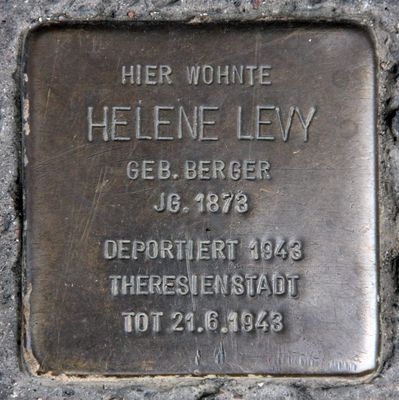 HIER WOHNTE
HELENE LEVY
GEB. BERGER
JG. 1873
DEPORTIERT 1943
THERESIENSTADT
TOT 21.6.1943